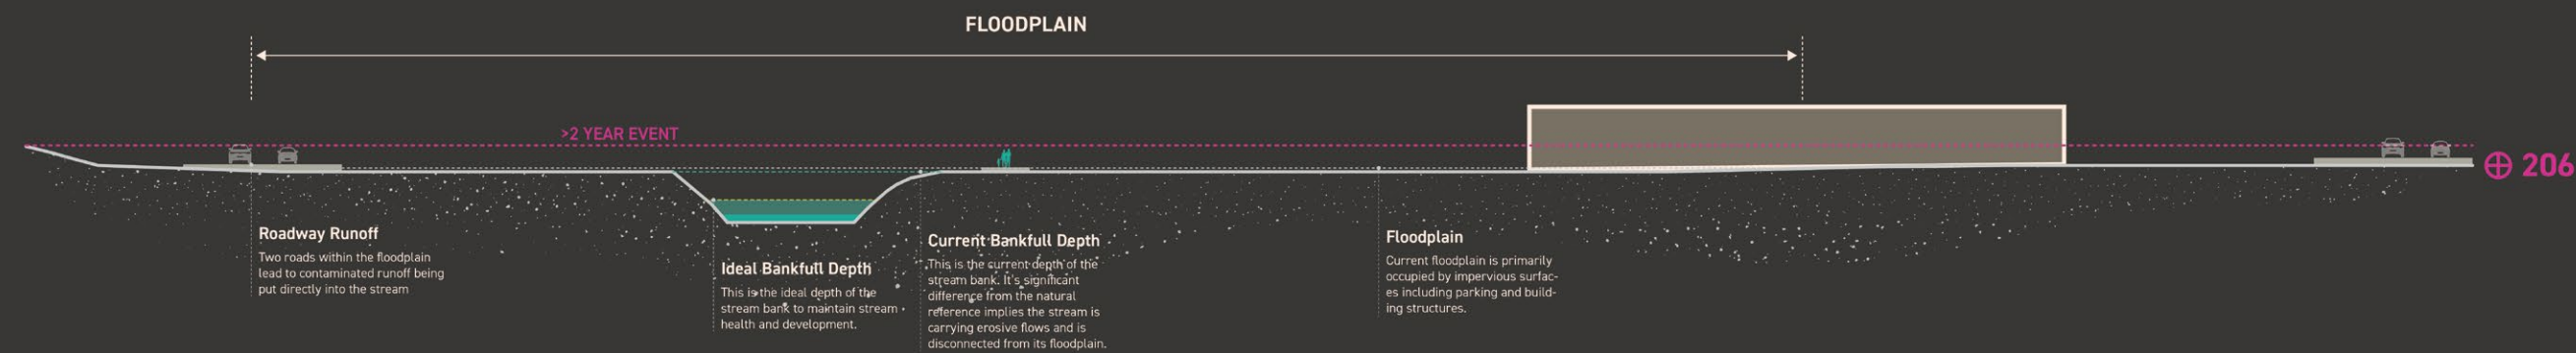 FLOODPLAIN
>2 YEAR EVENT
206
Roadway Runoff
Two roads within the floodplain
lead to contaminated runoff being
put directly into the stream
Ideal Bankfull Depth
This is the ideal depth of the
stream bank to maintain stream
health and development.
Current Bankfull Depth
This is the current depth of the
stream bank. It's significant
difference from the natural
reference implies the stream is
carrying erosive flows and is
disconnected from its floodplain.
Floodplain
Current floodplain is primarily
occupied by impervious surfac-
es including parking and build-
ing structures.